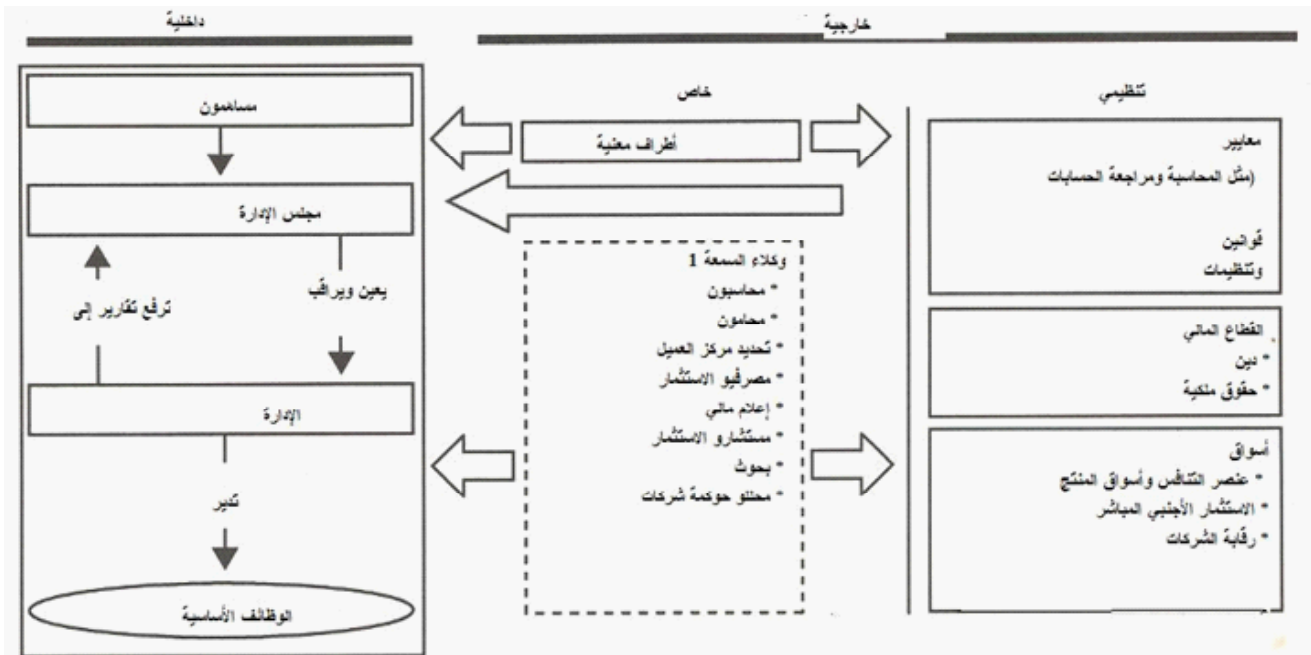 داخلية
خارجية
مساهمون
مجلس الإدارة
يعين ويراقب
ترفع تقارير إلى
الإدارة
تدير
الوظائف الأساسية
خاص
أطراف معنية
وكلاء السمعة 1
* محاسبون
* محامون
* تحديد مركز العميل
* مصرفيو الاستثمار
* إعلام مالي
* مستشارو الاستثمار
* بحوث
* محللو حوكمة شركات
تنظيمي
معايير
(مثل المحاسبة ومراجعة الحسابات
قوانين
وتنظيمات
القطاع المالي
* دين
* حقوق ملكية
أسواق
* عنصر التنافس وأسواق المنتج
* الاستثمار الأجنبي المباشر
* رقابة الشركات